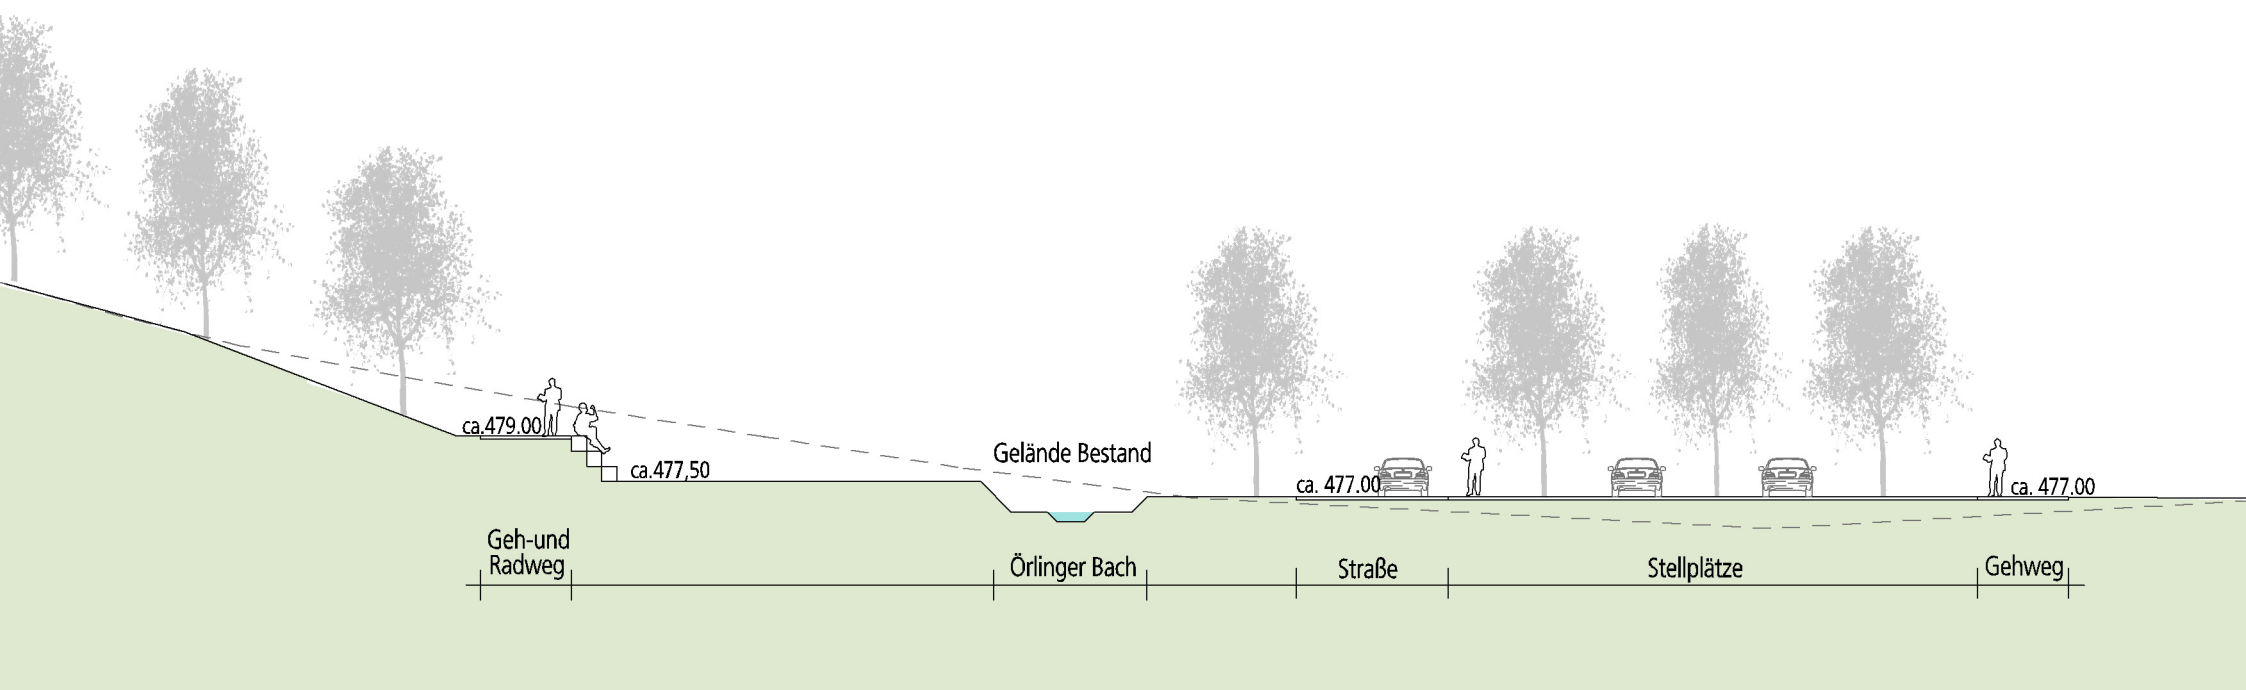 ca.479.00
ca.477,50
Gelände Bestand
ca. 477.00
ca. 477.00
Geh-und
Radweg
Örlinger Bach
Straße
Stellplätze
Gehweg